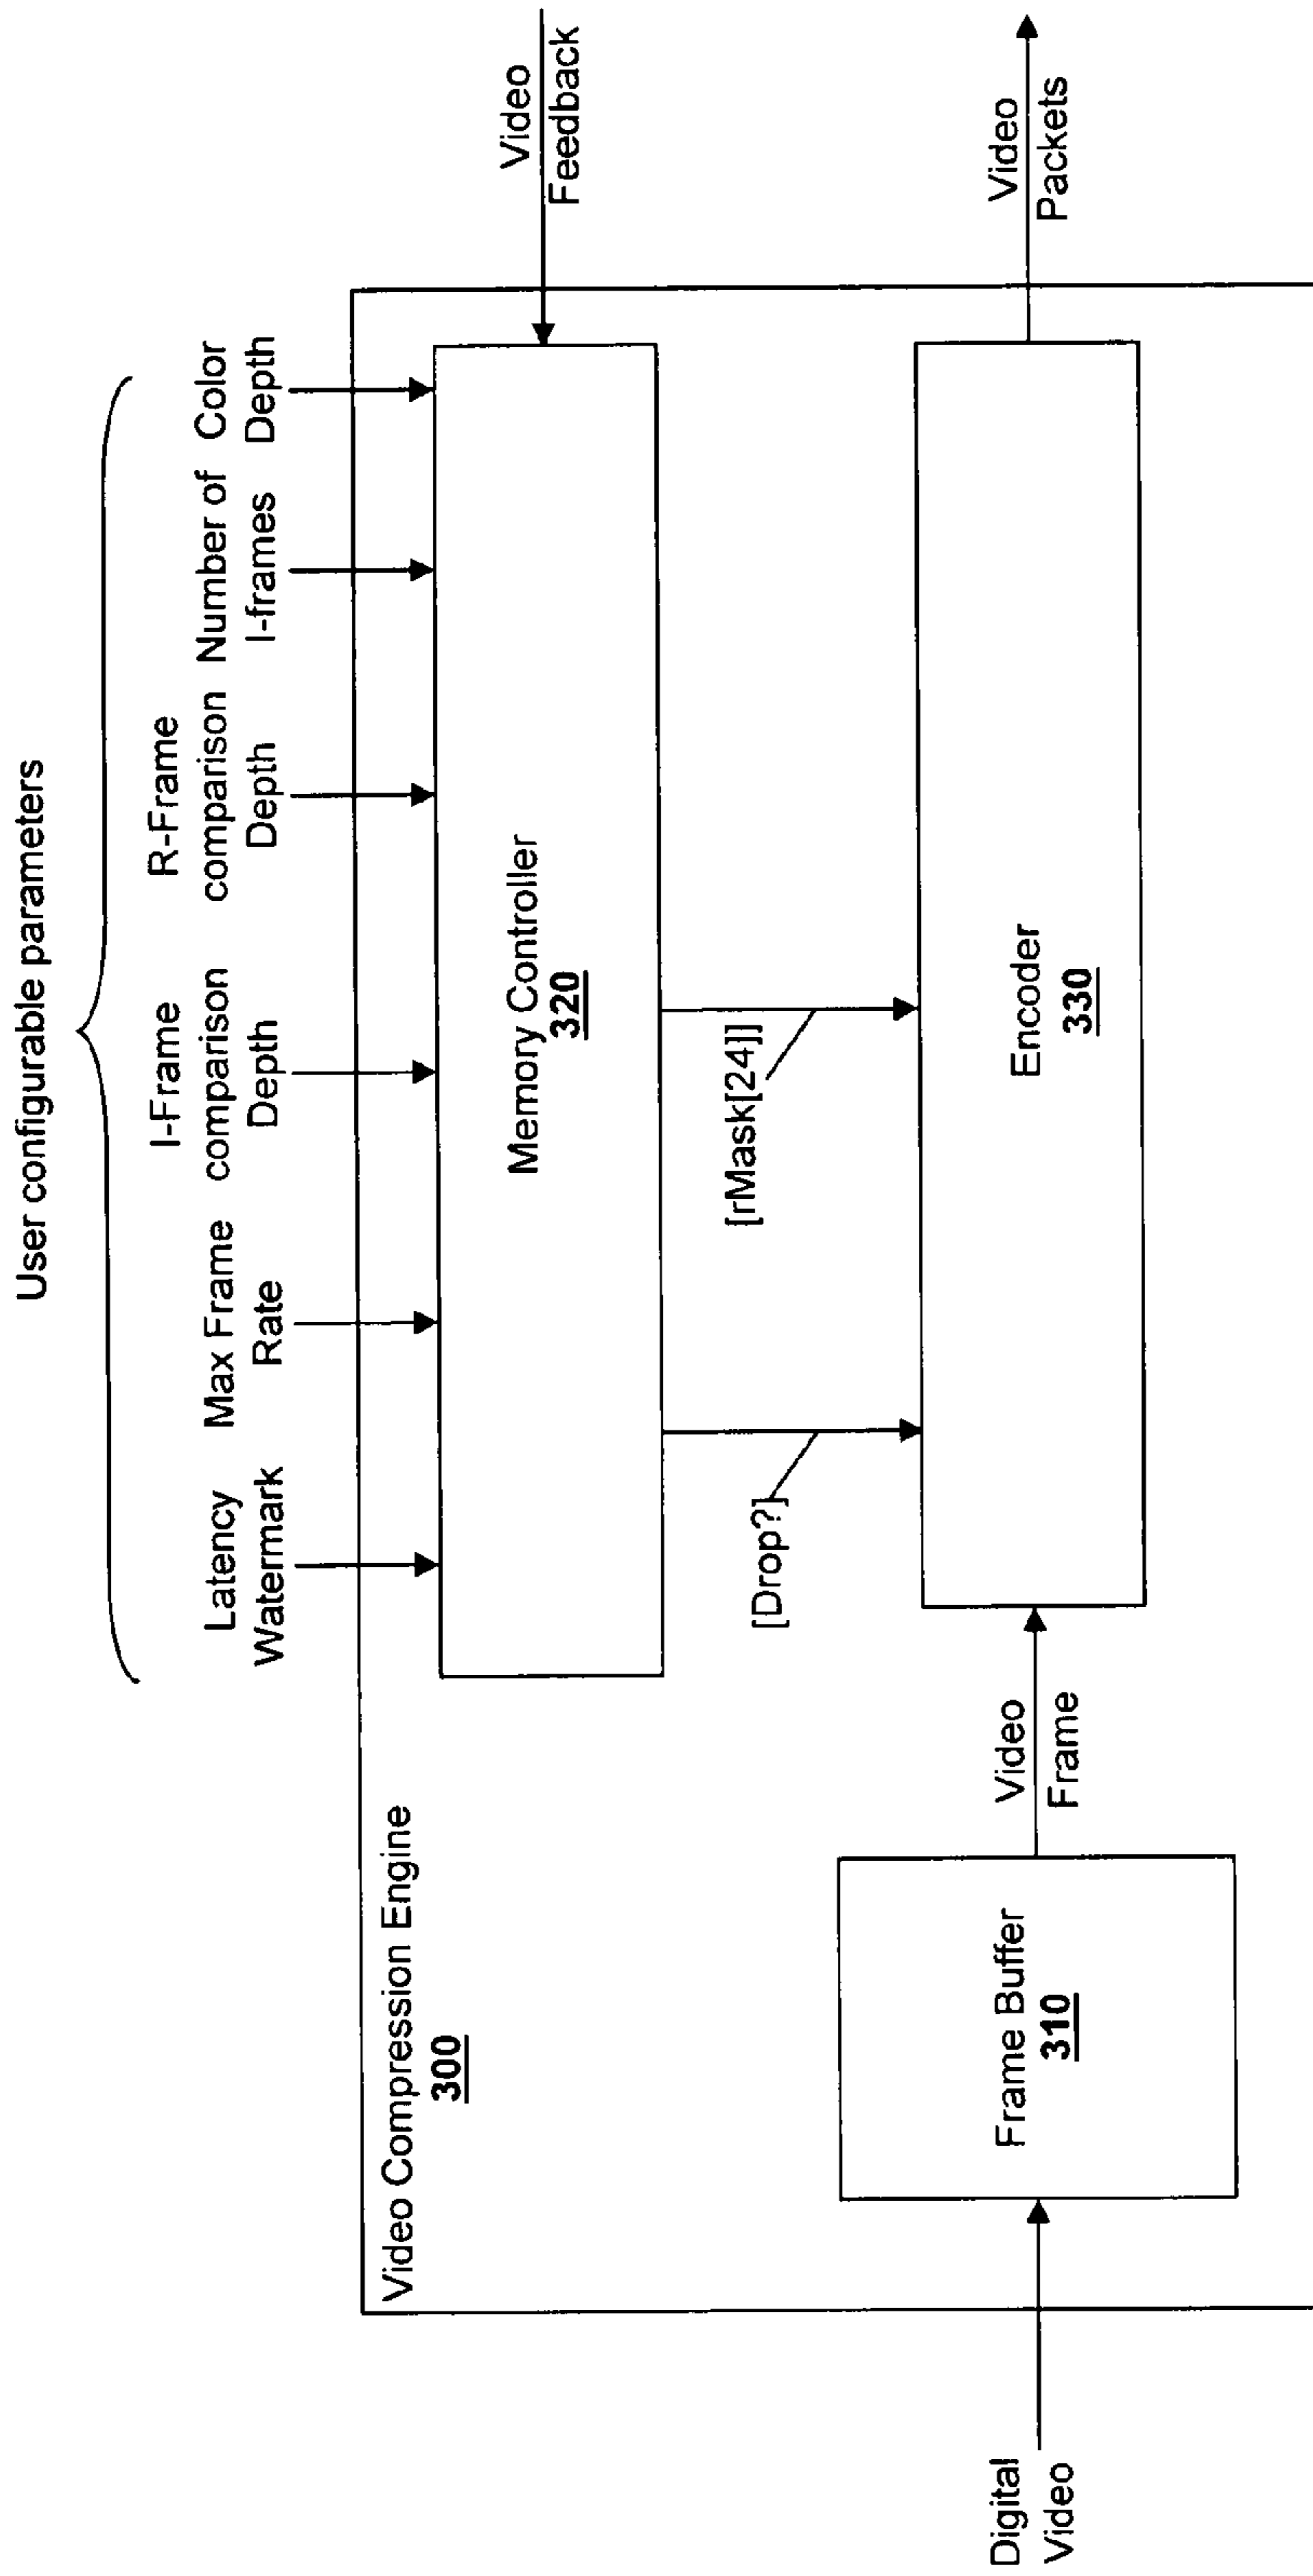 User configurable parameters
Latency
Watermark
Max Frame
Rate
I-Frame
comparison
Depth
R-Frame
comparison
Depth
Number of
I-frames
Color
Depth
Video Compression Engine
300
Memory Controller
320
Video
Feedback
[Drop?]
[rMask[24]]
Digital
Video
Frame Buffer
310
Video
Frame
Encoder
330
Video
Packets